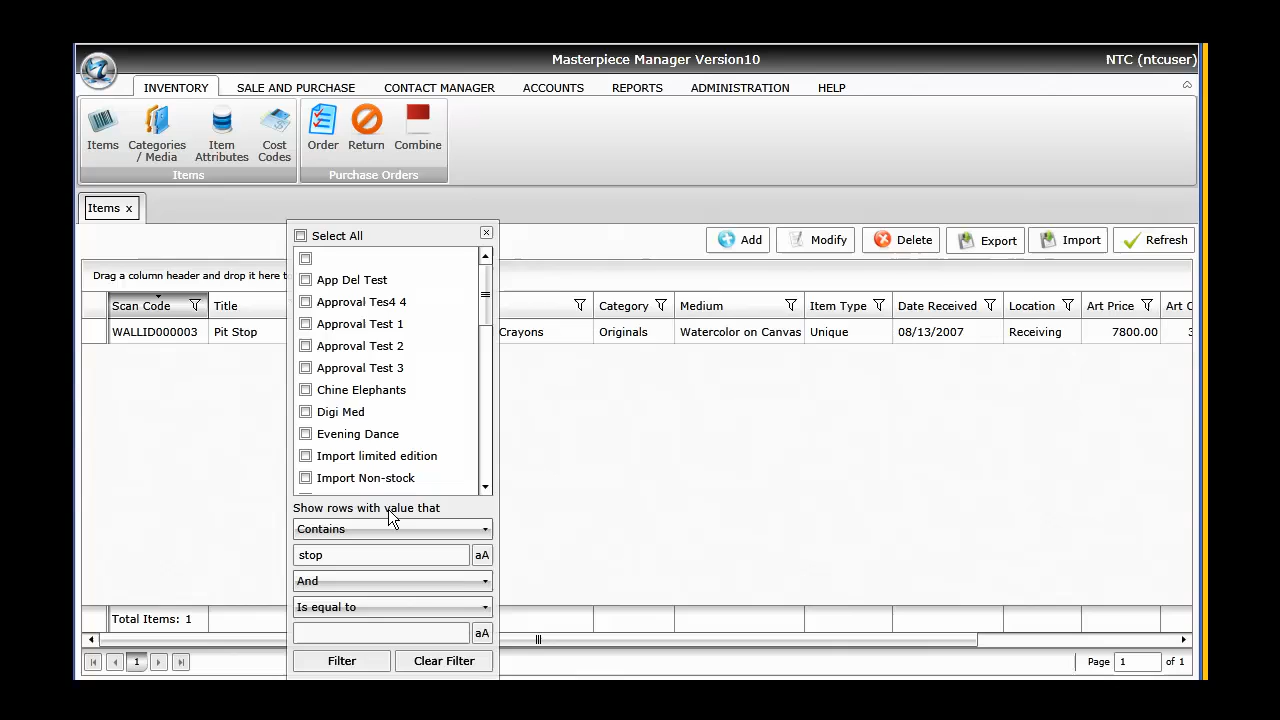 Masterpiece Manager Version10 NTC (ntcuser)
INVENTORY SALE AND PURCHASE CONTACT MANAGER ACCOUNTS REPORTS ADMINISTRATION HELP
Items Categories / Media Item Attributes Cost Codes Order Return Combine
Items Purchase Orders
Items x
Add Modify Delete Export Import Refresh
Drag a column header and drop it here t
Scan Code Title Category Medium Item Type Date Received Location Art Price Art C
WALLID000003 Pit Stop Crayons Originals Watercolor on Canvas Unique 08/13/2007 Receiving 7800.00 3
Select All
App Del Test
Approval Tes4 4
Approval Test 1
Approval Test 2
Approval Test 3
Chine Elephants
Digi Med
Evening Dance
Import limited edition
Import Non-stock
Show rows with value that
Contains
stop aA
And
Is equal to
aA
Filter Clear Filter
Total Items: 1
1 Page 1 of 1